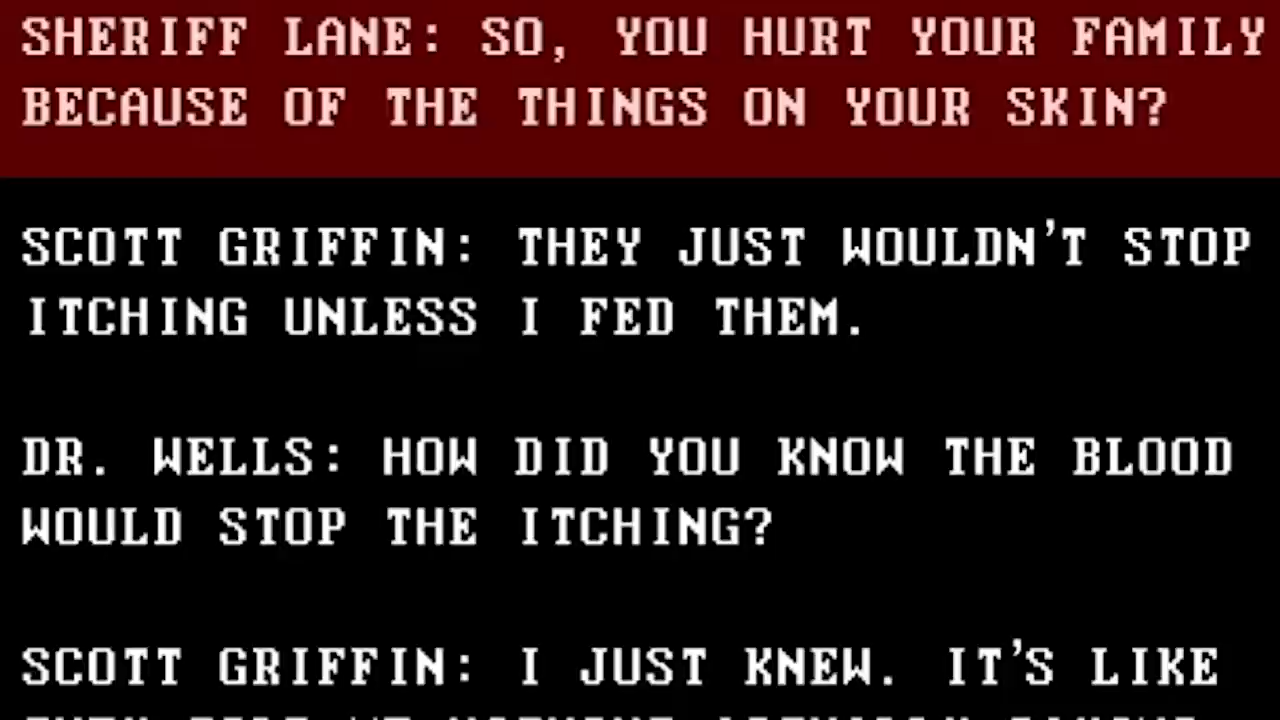 SHERIFF LANE: SO, YOU HURT YOUR FAMILY
BECAUSE OF THE THINGS ON YOUR SKIN?
SCOTT GRIFFIN: THEY JUST WOULDN'T STOP
ITCHING UNLESS I FED THEM.
DR. WELLS: HOW DID YOU KNOW THE BLOOD
WOULD STOP THE ITCHING?
SCOTT GRIFFIN: I JUST KNEW. IT'S LIKE